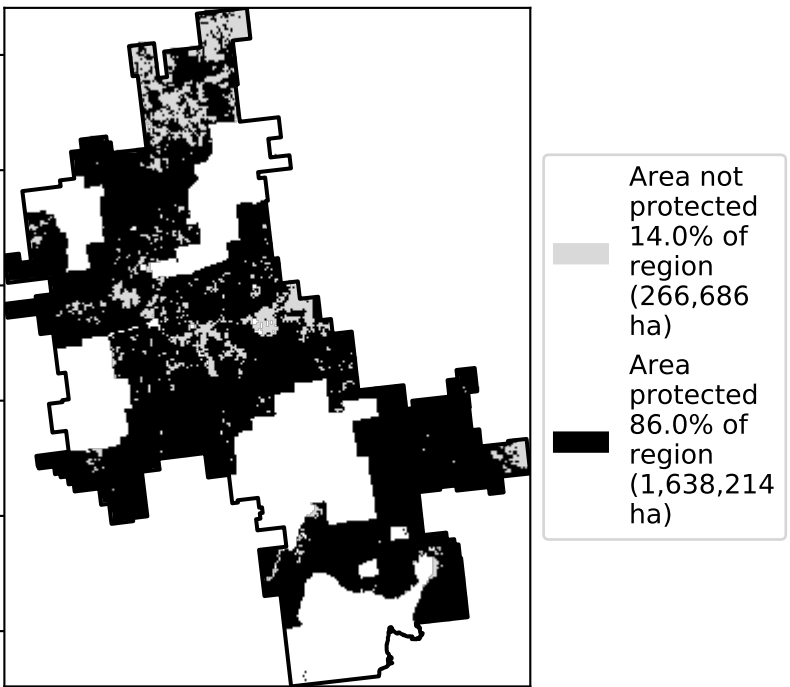 Area not
protected
14.0% of
region
(266,686
ha)
Area
protected
86.0% of
region
(1,638,214
ha)